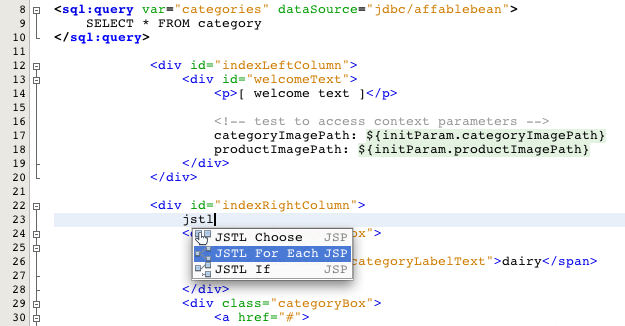 8 <sql:query var="categories" dataSource="jdbc/affablebean">
9 SELECT * FROM category
10 </sql:query>
11
12 <div id="indexLeftColumn">
13 <div id="welcomeText">
14 <p>[ welcome text ]</p>
15
16 <!-- test to access context parameters -->
17 categoryImagePath: ${initParam.categoryImagePath}
18 productImagePath: ${initParam.productImagePath}
19 </div>
20 </div>
21
22 <div id="indexRightColumn">
23 jstl
24 <d ox">
JSTL Choose JSP
25
JSTL For Each JSP
26 categoryLabelText">dairy</span>
JSTL If JSP
27
28 </div>
29 <div class="categoryBox">
30 <a href="#">